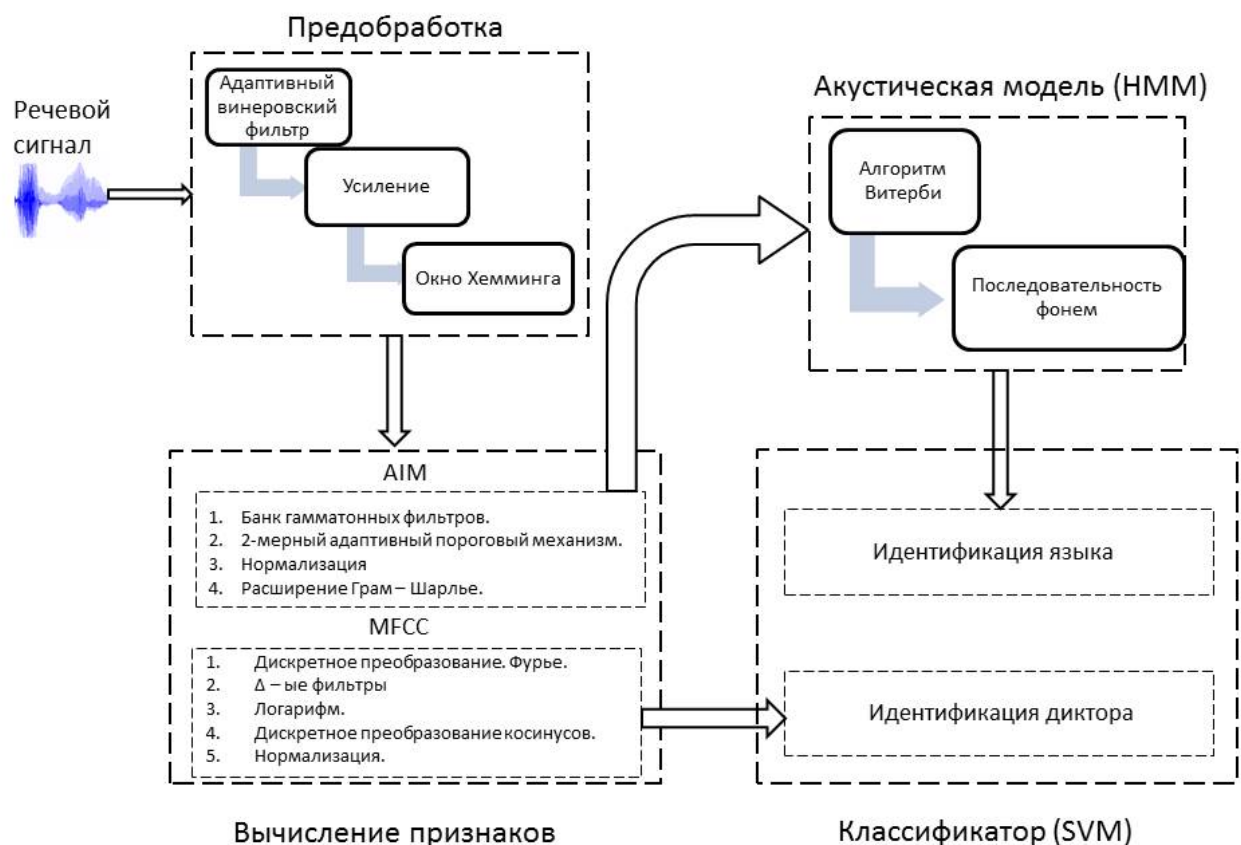 Предобработка
Речевой
сигнал
Адаптивный
винеровский
фильтр
Усиление
Окно Хемминга
Акустическая модель (HMM)
Алгоритм
Витерби
Последовательность
фонем
AIM
1. Банк гамматонных фильтров.
2. 2-мерный адаптивный пороговый механизм.
3. Нормализация
4. Расширение Грам – Шарлье.
MFCC
1. Дискретное преобразование. Фурье.
2. Δ – ые фильтры
3. Логарифм.
4. Дискретное преобразование косинусов.
5. Нормализация.
Вычисление признаков
Идентификация языка
Идентификация диктора
Классификатор (SVM)